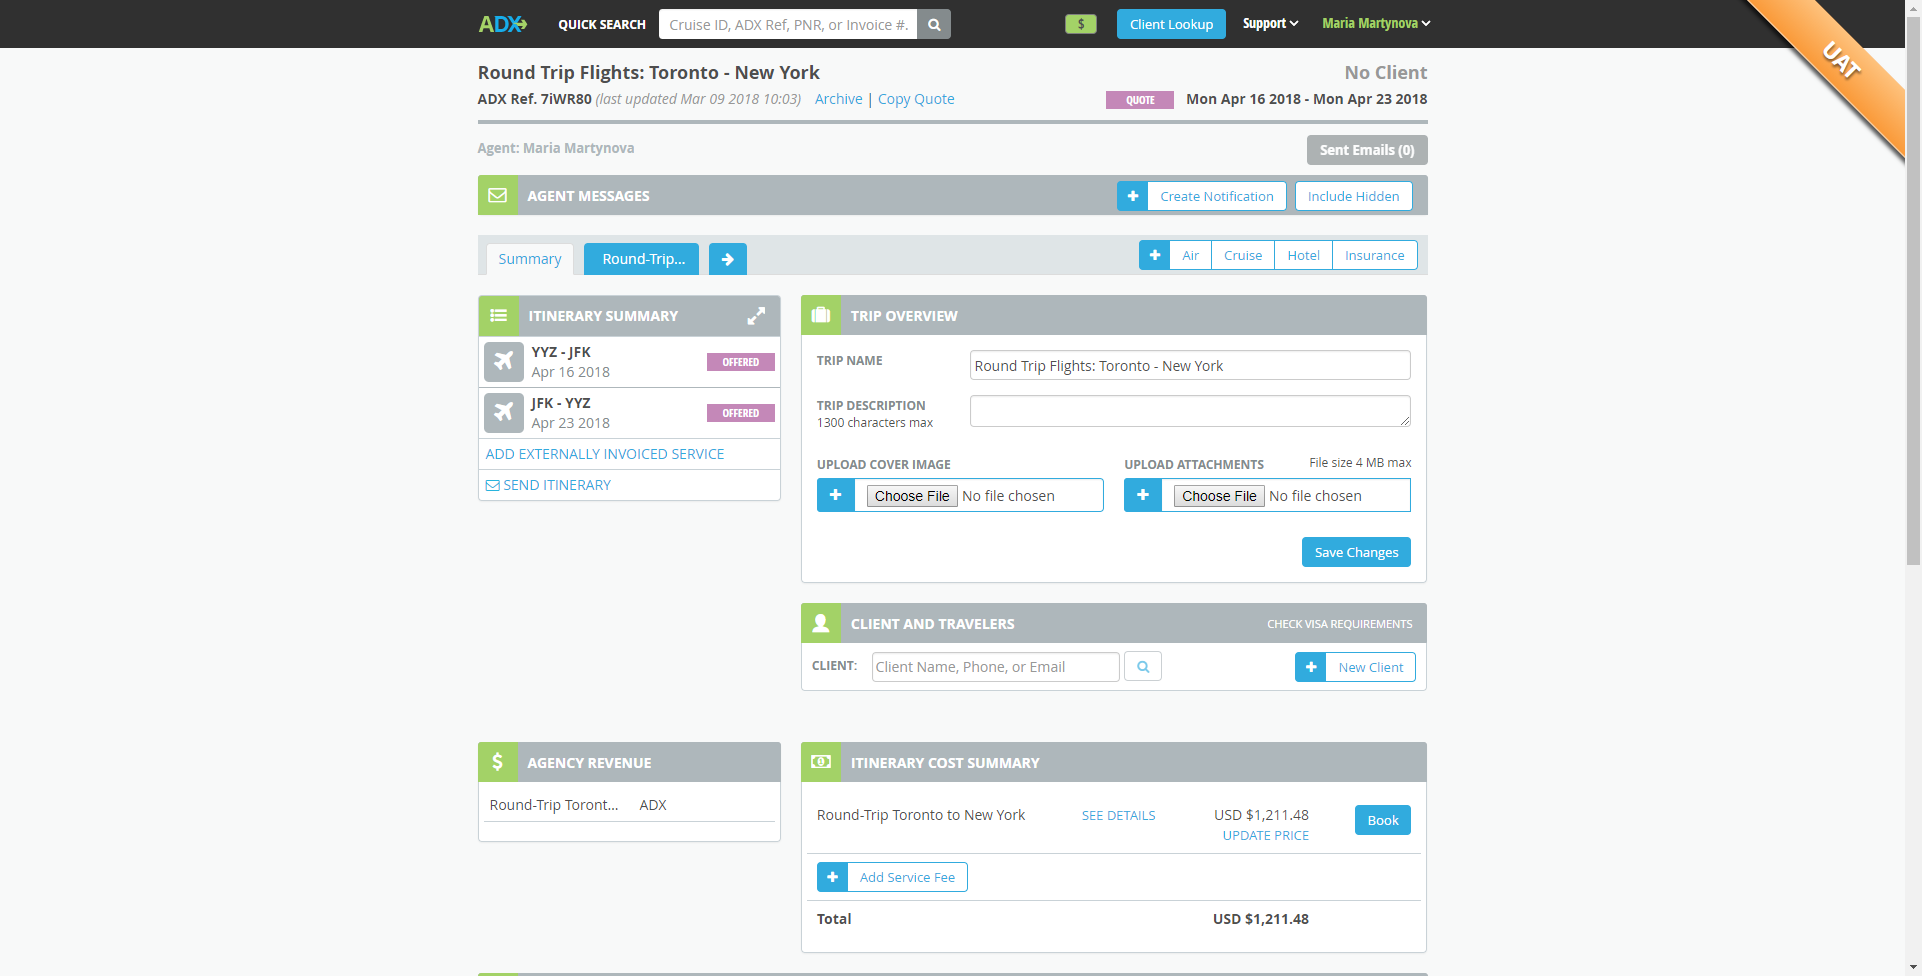 ADX QUICK SEARCH Cruise ID, ADX Ref, PNR, or Invoice #. $ Client Lookup Support Maria Martynova
UAT
Round Trip Flights: Toronto - New York No Client
ADX Ref. 7iWR80 (last updated Mar 09 2018 10:03) Archive | Copy Quote QUOTE Mon Apr 16 2018 - Mon Apr 23 2018
Agent: Maria Martynova Sent Emails (0)
AGENT MESSAGES Create Notification Include Hidden
Summary Round-Trip... Air Cruise Hotel Insurance
ITINERARY SUMMARY
YYZ - JFK
Apr 16 2018 OFFERED
JFK - YYZ
Apr 23 2018 OFFERED
ADD EXTERNALLY INVOICED SERVICE
SEND ITINERARY
TRIP OVERVIEW
TRIP NAME Round Trip Flights: Toronto - New York
TRIP DESCRIPTION
1300 characters max
UPLOAD COVER IMAGE UPLOAD ATTACHMENTS File size 4 MB max
Choose File No file chosen Choose File No file chosen
Save Changes
CLIENT AND TRAVELERS CHECK VISA REQUIREMENTS
CLIENT: Client Name, Phone, or Email New Client
$ AGENCY REVENUE
Round-Trip Toront... ADX
ITINERARY COST SUMMARY
Round-Trip Toronto to New York SEE DETAILS USD $1,211.48 Book
UPDATE PRICE
Add Service Fee
Total USD $1,211.48